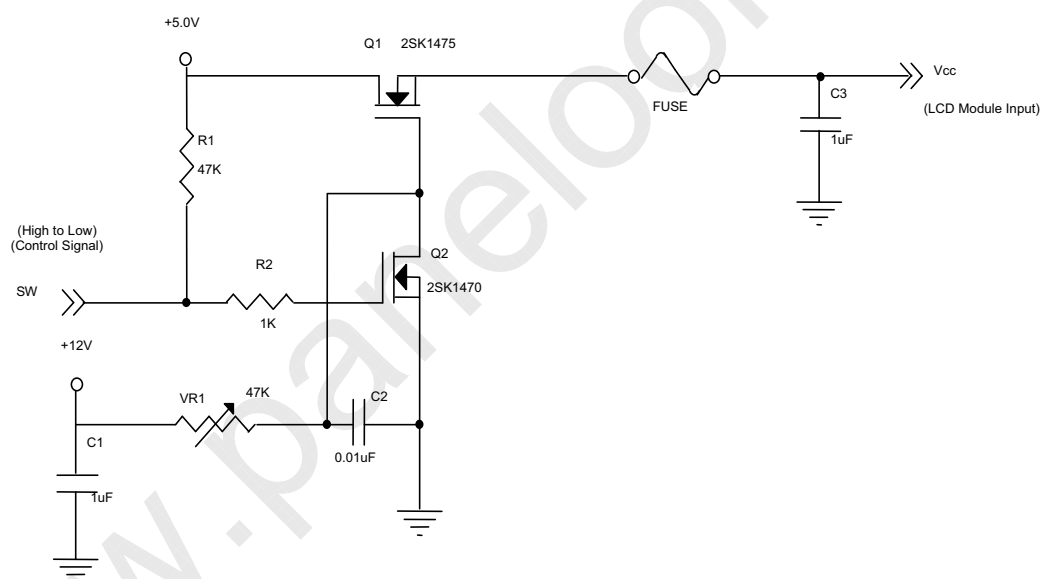 +5.0V
Q1 2SK1475
Vcc
C3
FUSE
(LCD Module Input)
R1
1uF
47K
(High to Low)
(Control Signal)
Q2
R2
SW
2SK1470
1K
+12V
VR1
47K
C2
C1
0.01uF
1uF
w.paneloo